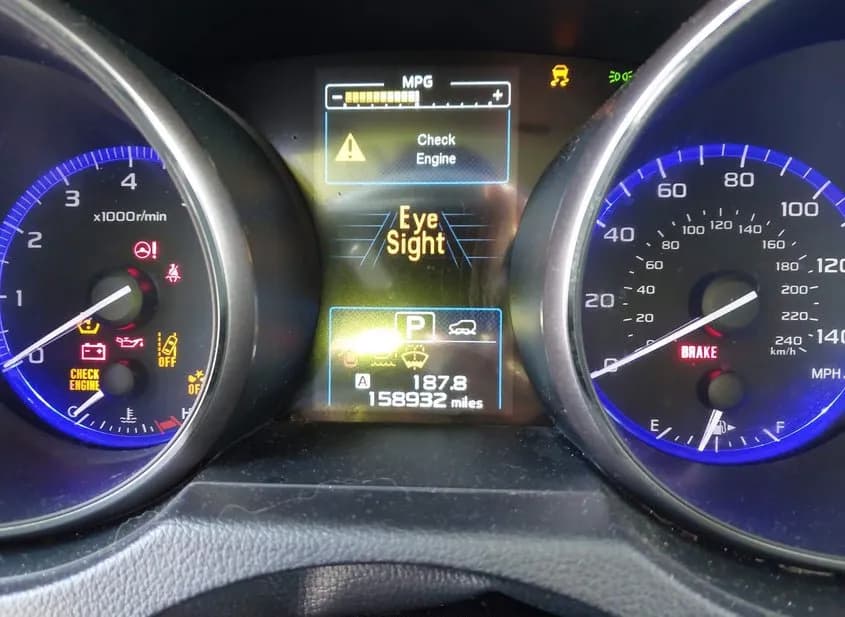 MPG
- +
Check
Engine
Eye
Sight
P
A 187.8
158932 miles
0
1
2
3
4
x1000r/min
OFF
CHECK
ENGINE
OF
C H
0
20
40
60
80
100
120
140
20
40
60
80
100
120
140
160
180
200
220
240
km/h
MPH
BRAKE
E F